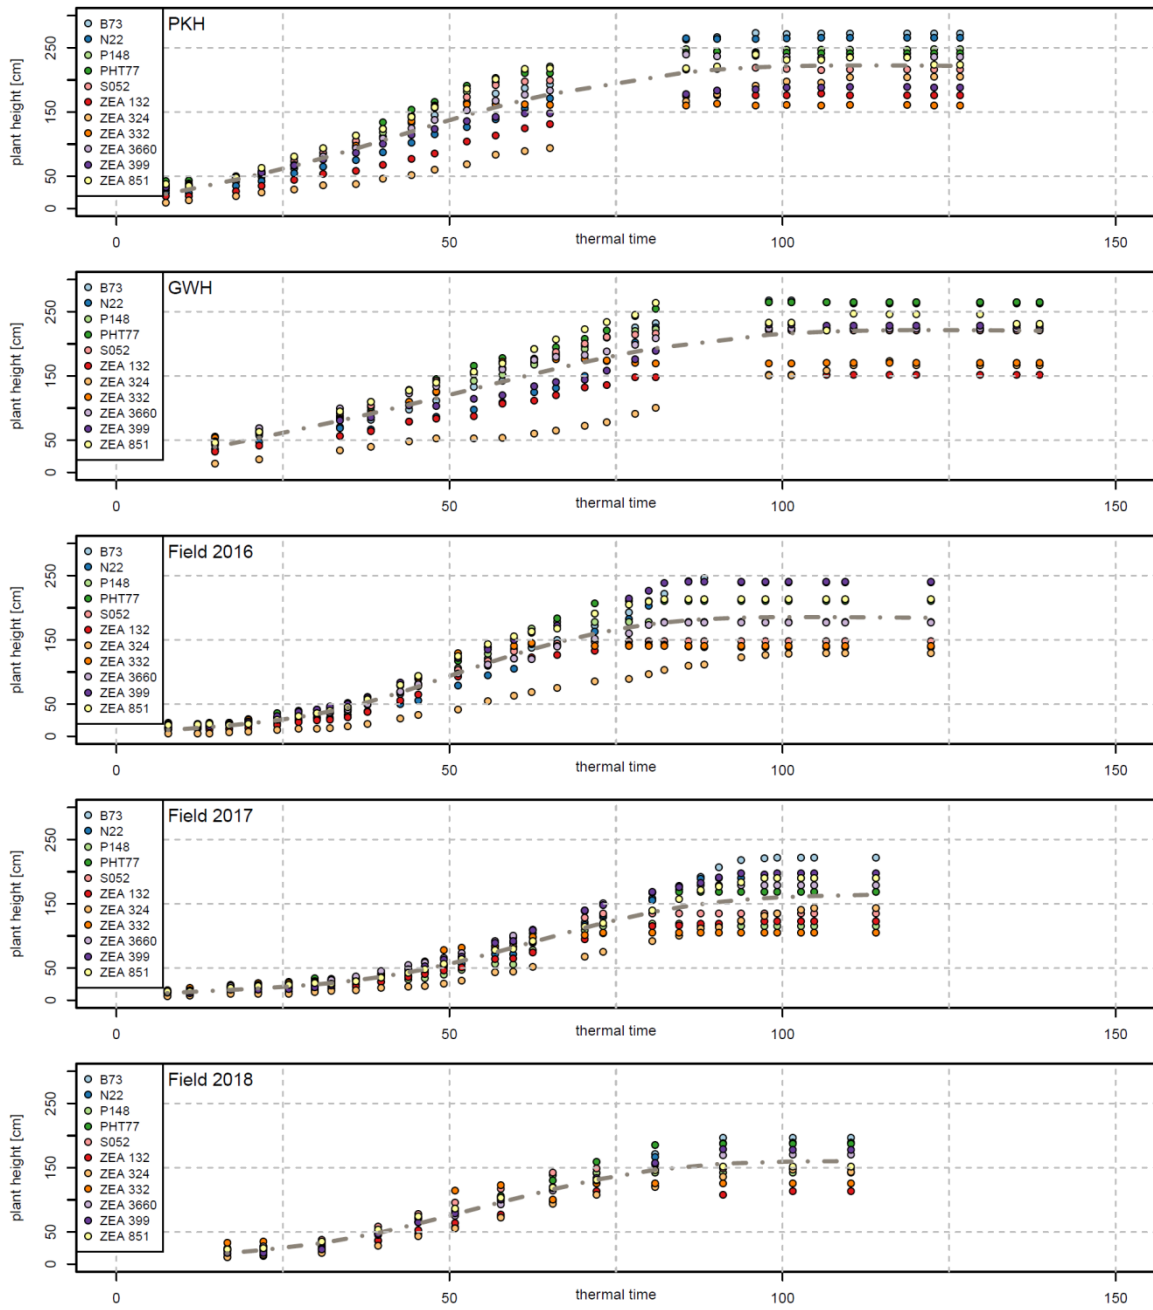 PKH
B73
N22
P148
PHT77
S052
ZEA 132
ZEA 324
ZEA 332
ZEA 3660
ZEA 399
ZEA 851
plant height [cm]
250
150
50
0
0 50 100 150
thermal time
GWH
B73
N22
P148
PHT77
S052
ZEA 132
ZEA 324
ZEA 332
ZEA 3660
ZEA 399
ZEA 851
plant height [cm]
250
150
50
0
0 50 100 150
thermal time
Field 2016
B73
N22
P148
PHT77
S052
ZEA 132
ZEA 324
ZEA 332
ZEA 3660
ZEA 399
ZEA 851
plant height [cm]
250
150
50
0
0 50 100 150
thermal time
Field 2017
B73
N22
P148
PHT77
S052
ZEA 132
ZEA 324
ZEA 332
ZEA 3660
ZEA 399
ZEA 851
plant height [cm]
250
150
50
0
0 50 100 150
thermal time
Field 2018
B73
N22
P148
PHT77
S052
ZEA 132
ZEA 324
ZEA 332
ZEA 3660
ZEA 399
ZEA 851
plant height [cm]
250
150
50
0
0 50 100 150
thermal time